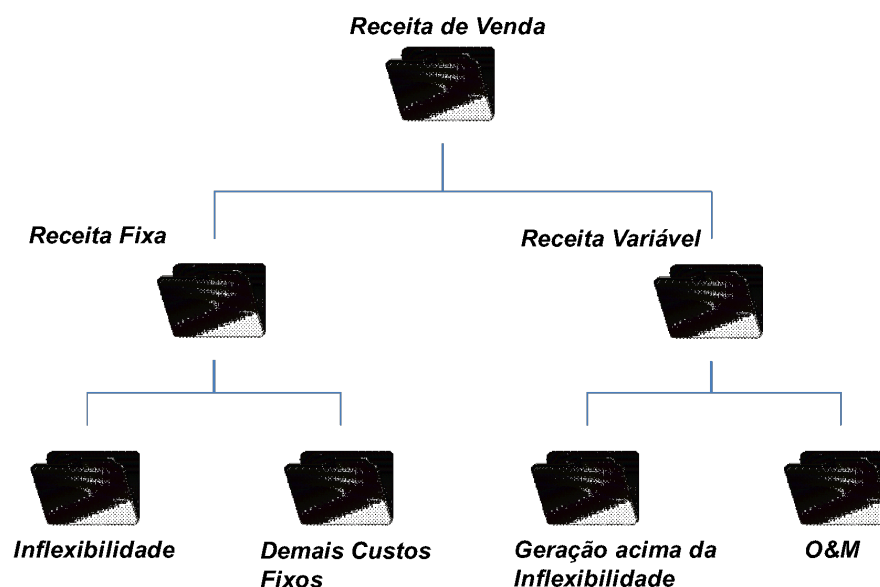 Receita de Venda
Receita Fixa
Receita Variável
Inflexibilidade
Demais Custos
Fixos
Geração acima da
Inflexibilidade
O&M